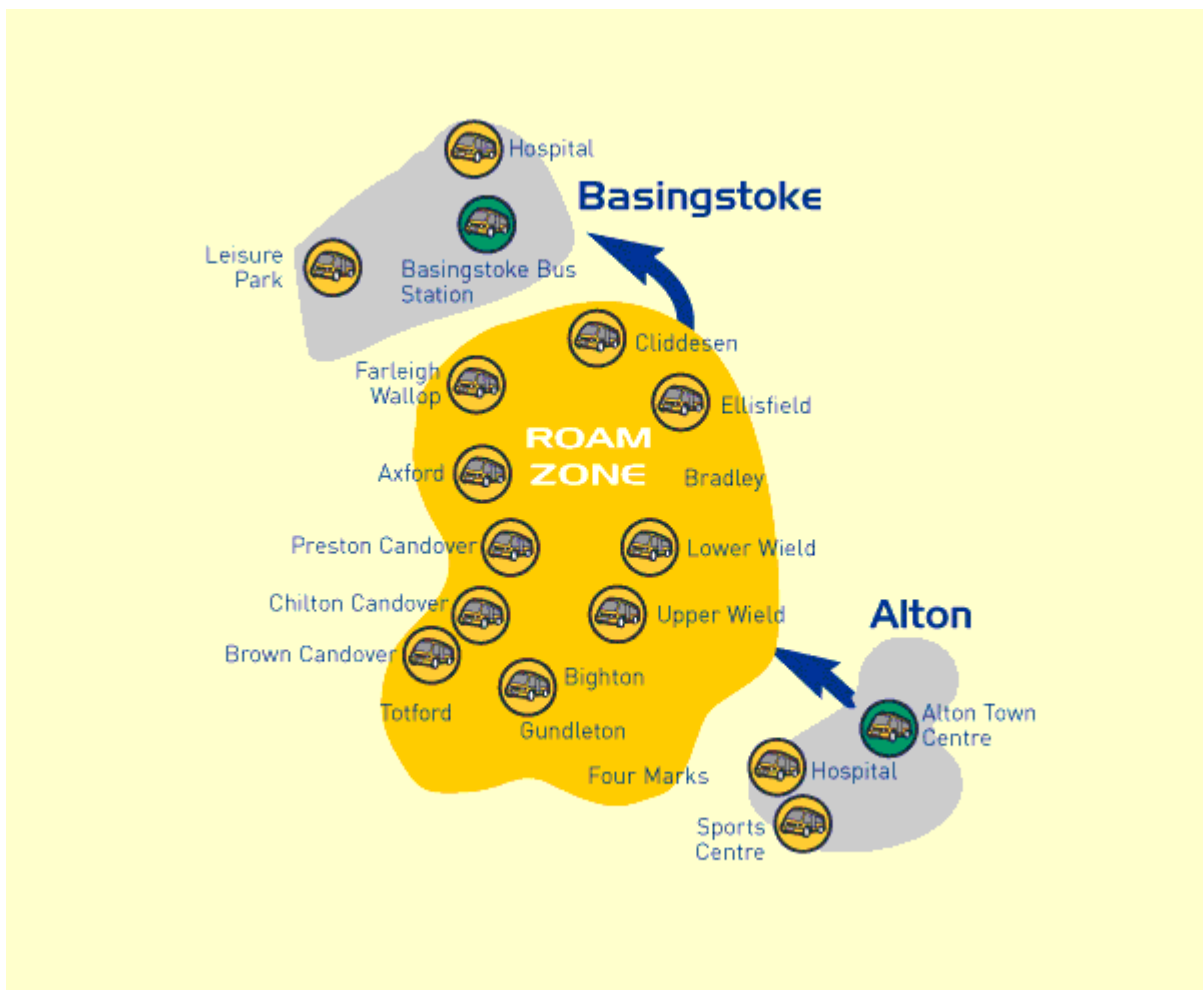 Hospital
Basingstoke
Leisure
Park
Basingstoke Bus
Station
Cliddesen
Farleigh
Wallop
Ellisfield
ROAM
ZONE
Axford
Bradley
Preston Candover
Lower Wield
Chilton Candover
Upper Wield
Alton
Brown Candover
Bighton
Totford
Gundleton
Alton Town
Centre
Four Marks
Hospital
Sports
Centre